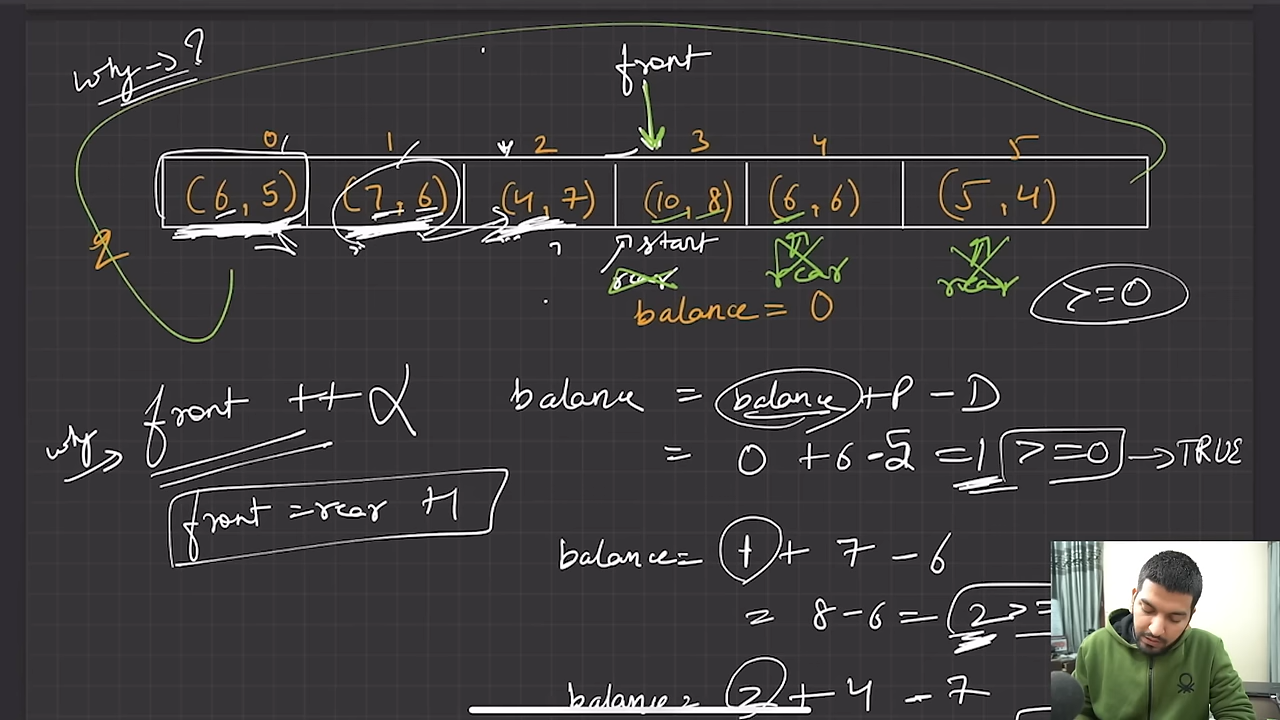 why → ?
front
0 1 2 3 4 5
(6, 5) (7, 6) (4, 7) (10, 8) (6, 6) (5, 4)
2
start
rear rear rear
balance = 0
>=0
front ++
balance = balance + P - D
why →
= 0 + 6 - 5 = 1 >=0 → TRUE
front = rear +1
balance = 1 + 7 - 6
= 8 - 6 = 2 >=
balance = 2 + 4 - 7